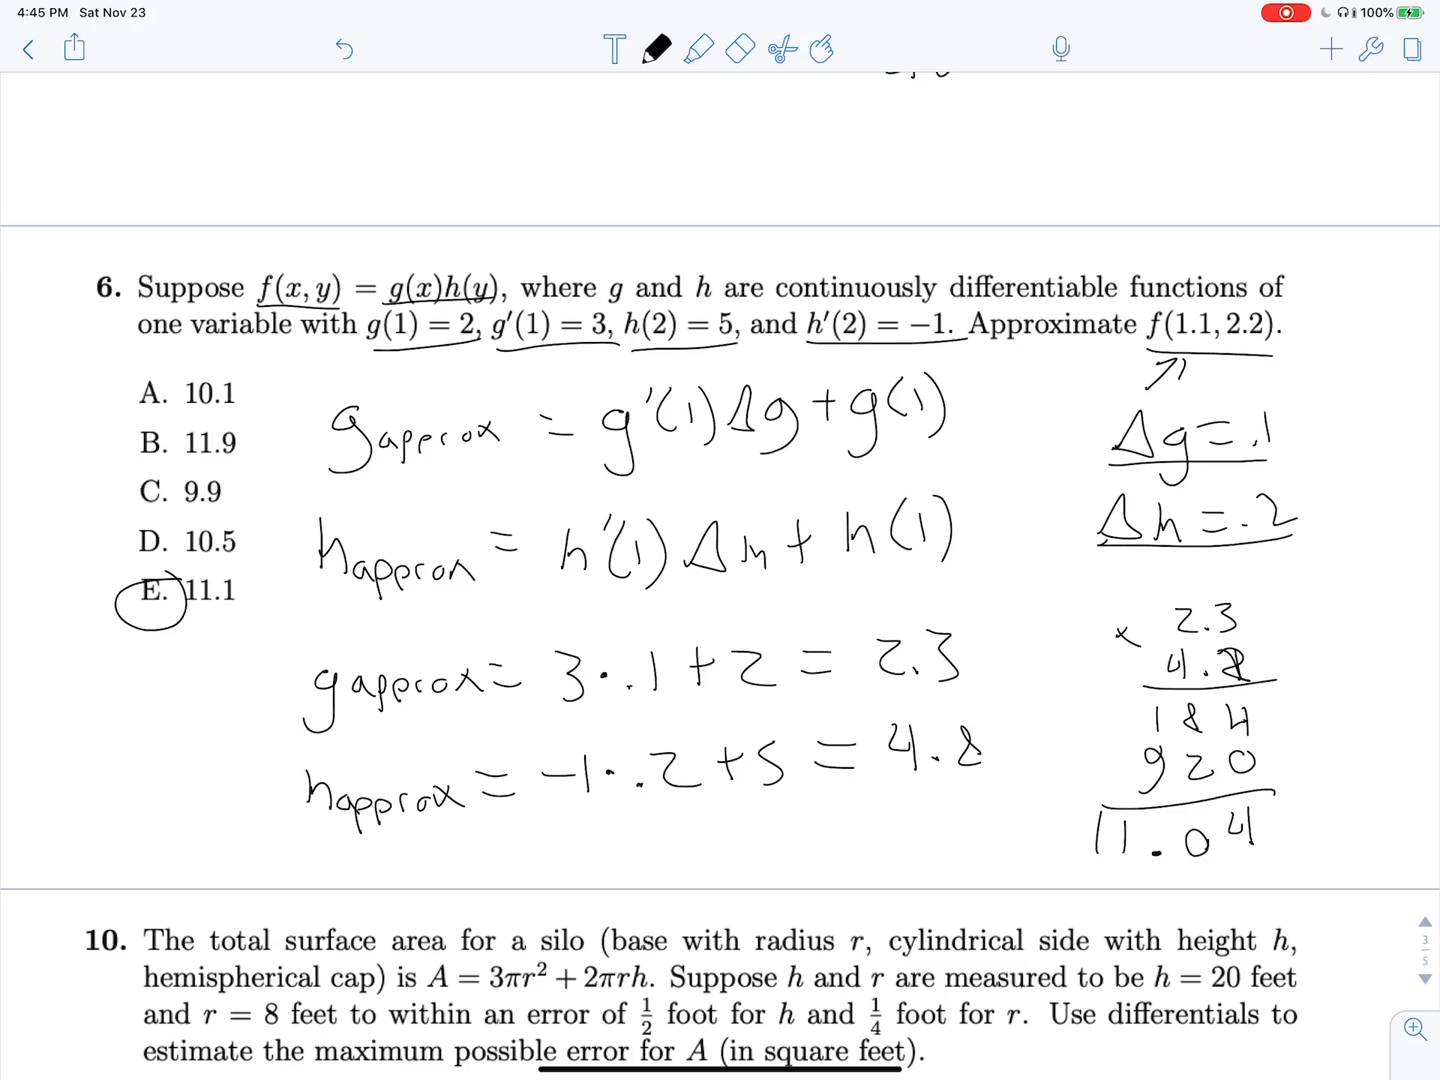 4:45 PM Sat Nov 23
100%
T
6. Suppose f(x, y) = g(x)h(y), where g and h are continuously differentiable functions of
one variable with g(1) = 2, g′(1) = 3, h(2) = 5, and h′(2) = −1. Approximate f(1.1, 2.2).
A. 10.1
B. 11.9
C. 9.9
D. 10.5
E. 11.1
g approx = g'(1) Δg + g(1)
Δg = .1
h approx = h'(1) Δh + h(1)
Δh = .2
g approx = 3 · .1 + 2 = 2.3
h approx = -1 · .2 + 5 = 4.8
2.3
× 4.8
184
920
11.04
10. The total surface area for a silo (base with radius r, cylindrical side with height h,
hemispherical cap) is A = 3πr² + 2πrh. Suppose h and r are measured to be h = 20 feet
and r = 8 feet to within an error of 1/2 foot for h and 1/4 foot for r. Use differentials to
estimate the maximum possible error for A (in square feet).
3
5